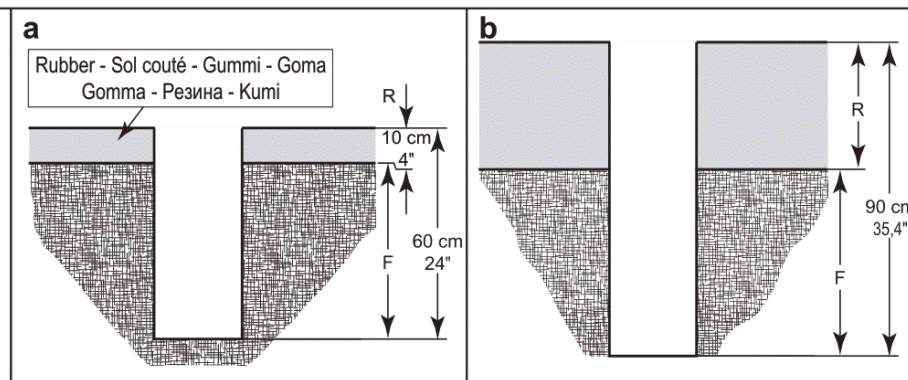 a
Rubber - Sol couté - Gummi - Goma
Gomma - Резина - Kumi
R
10 cm
4"
60 cm
24"
F
b
R
90 cm
35,4"
F